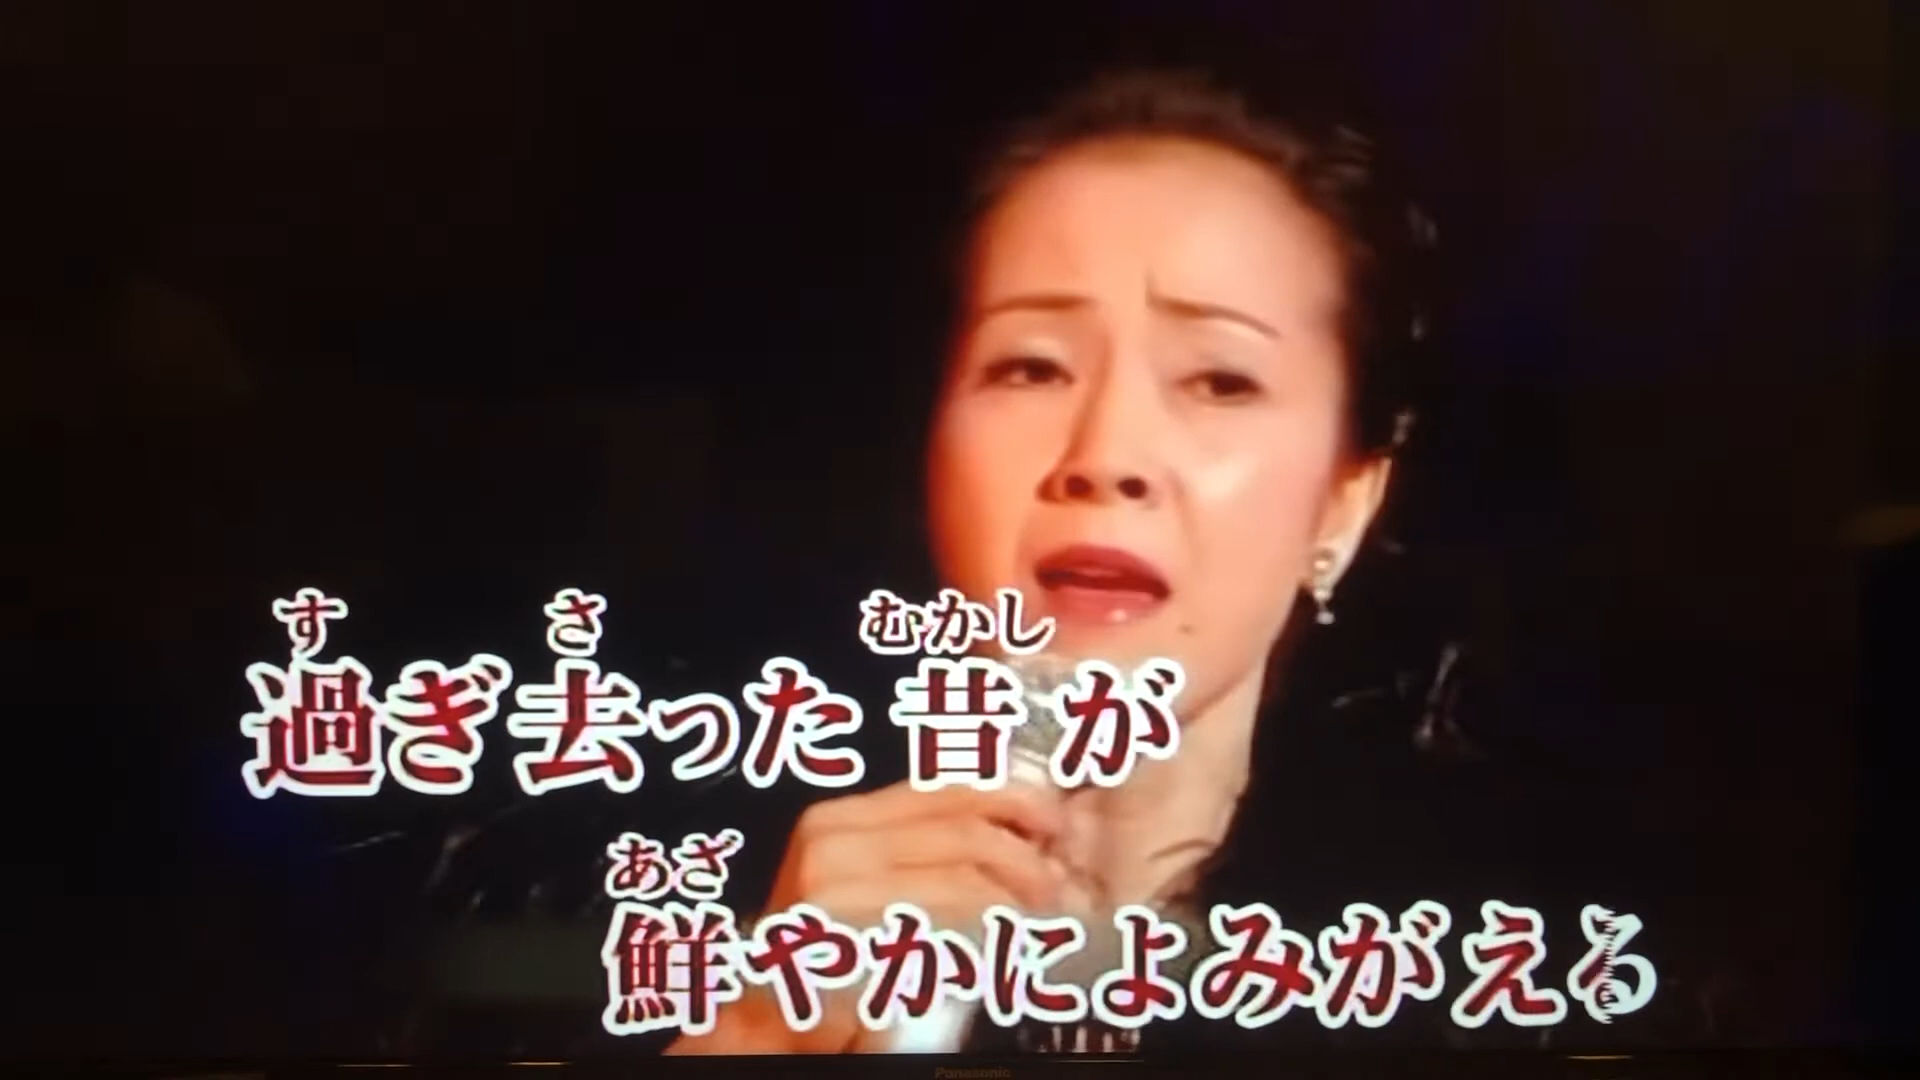 す さ むかし
過ぎ去った 昔が
あざ
鮮やかによみがえる
Panasonic